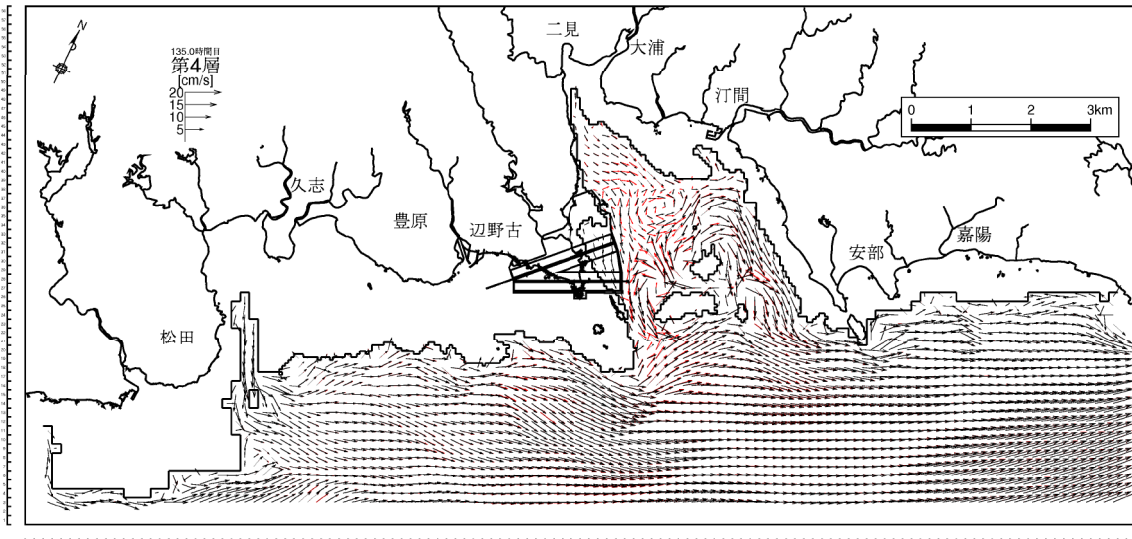 N
二見
大浦
135.0時間目
第4層
[cm/s]
20
15
10
5
汀間
0 1 2 3km
久志
豊原
辺野古
安部
嘉陽
松田